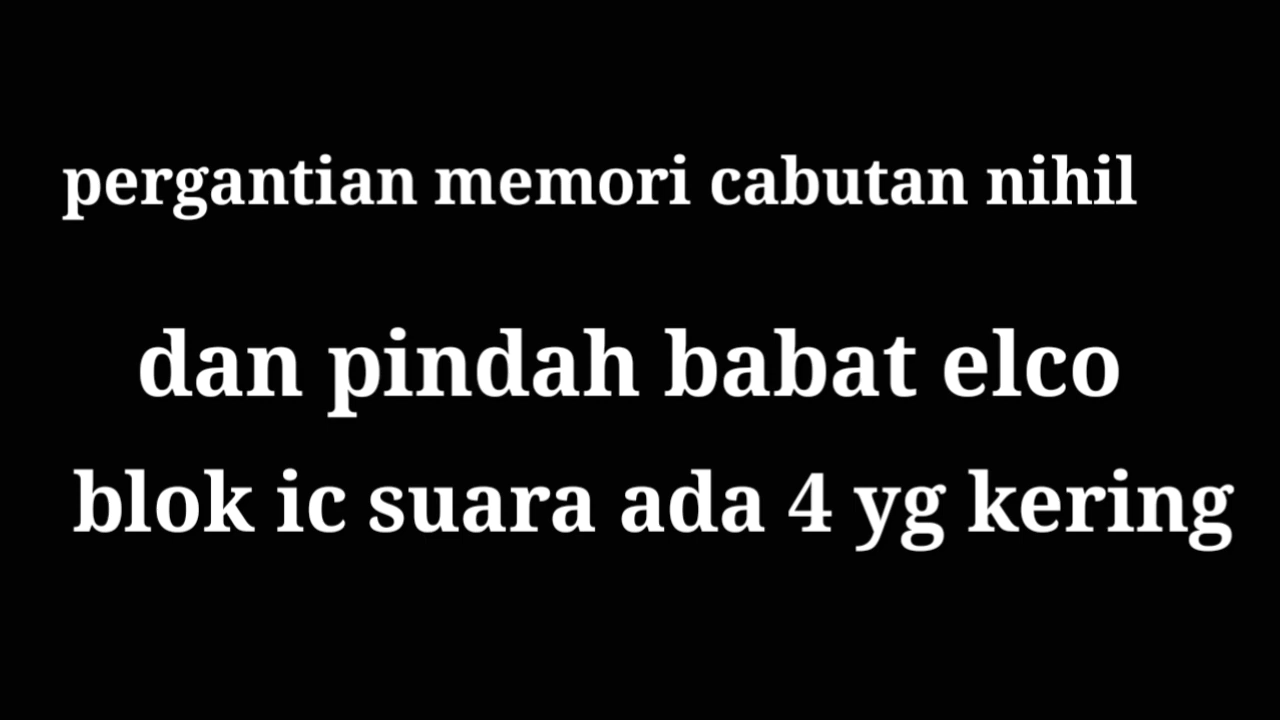 pergantian memori cabutan nihil
dan pindah babat elco
blok ic suara ada 4 yg kering